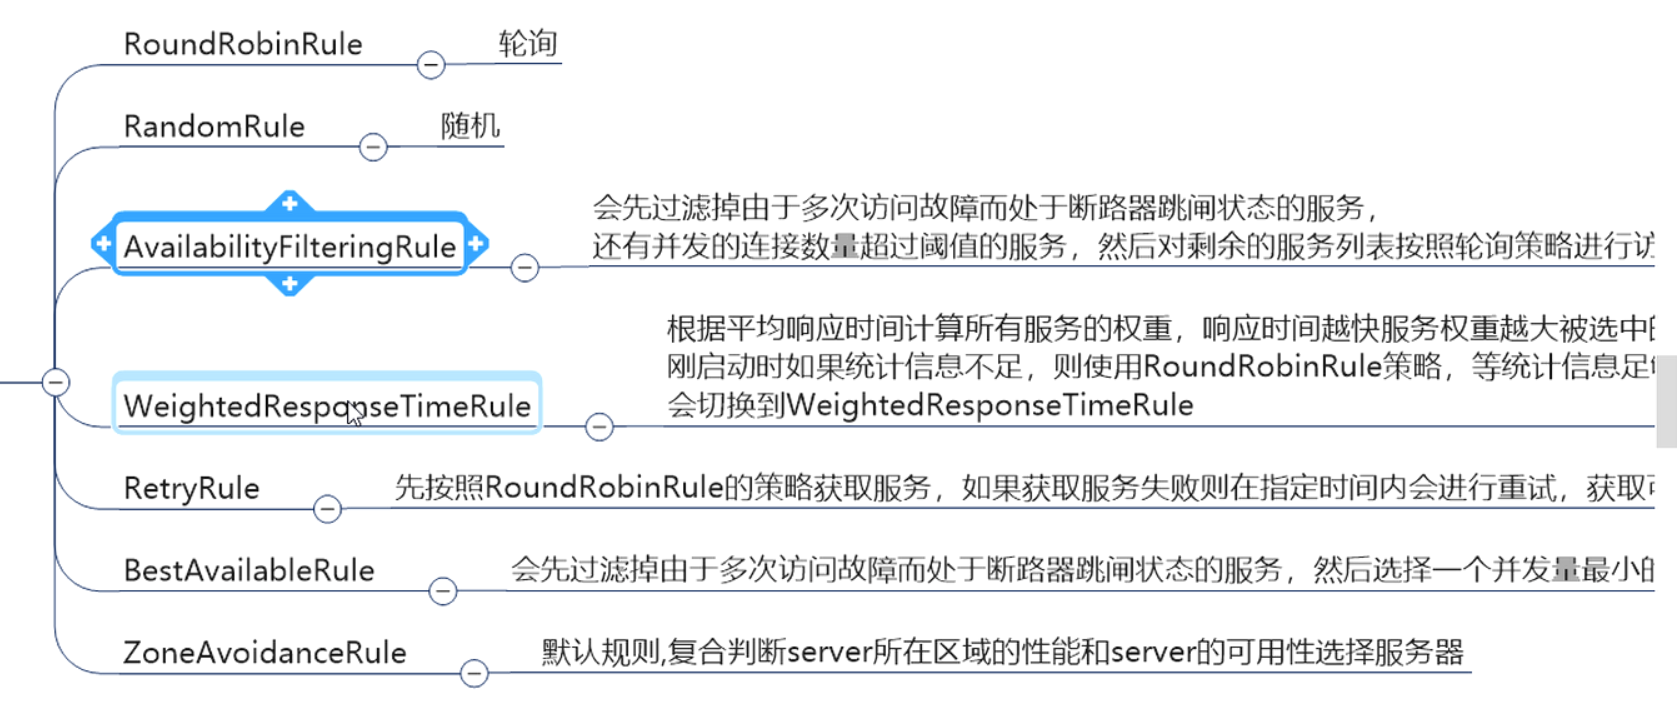 RoundRobinRule
轮询
RandomRule
随机
AvailabilityFilteringRule
会先过滤掉由于多次访问故障而处于断路器跳闸状态的服务，
还有并发的连接数量超过阈值的服务，然后对剩余的服务列表按照轮询策略进行访
WeightedResponseTimeRule
根据平均响应时间计算所有服务的权重，响应时间越快服务权重越大被选中
刚启动时如果统计信息不足，则使用RoundRobinRule策略，等统计信息足
会切换到WeightedResponseTimeRule
RetryRule
先按照RoundRobinRule的策略获取服务，如果获取服务失败则在指定时间内会进行重试，获取
BestAvailableRule
会先过滤掉由于多次访问故障而处于断路器跳闸状态的服务，然后选择一个并发量最小
ZoneAvoidanceRule
默认规则,复合判断server所在区域的性能和server的可用性选择服务器